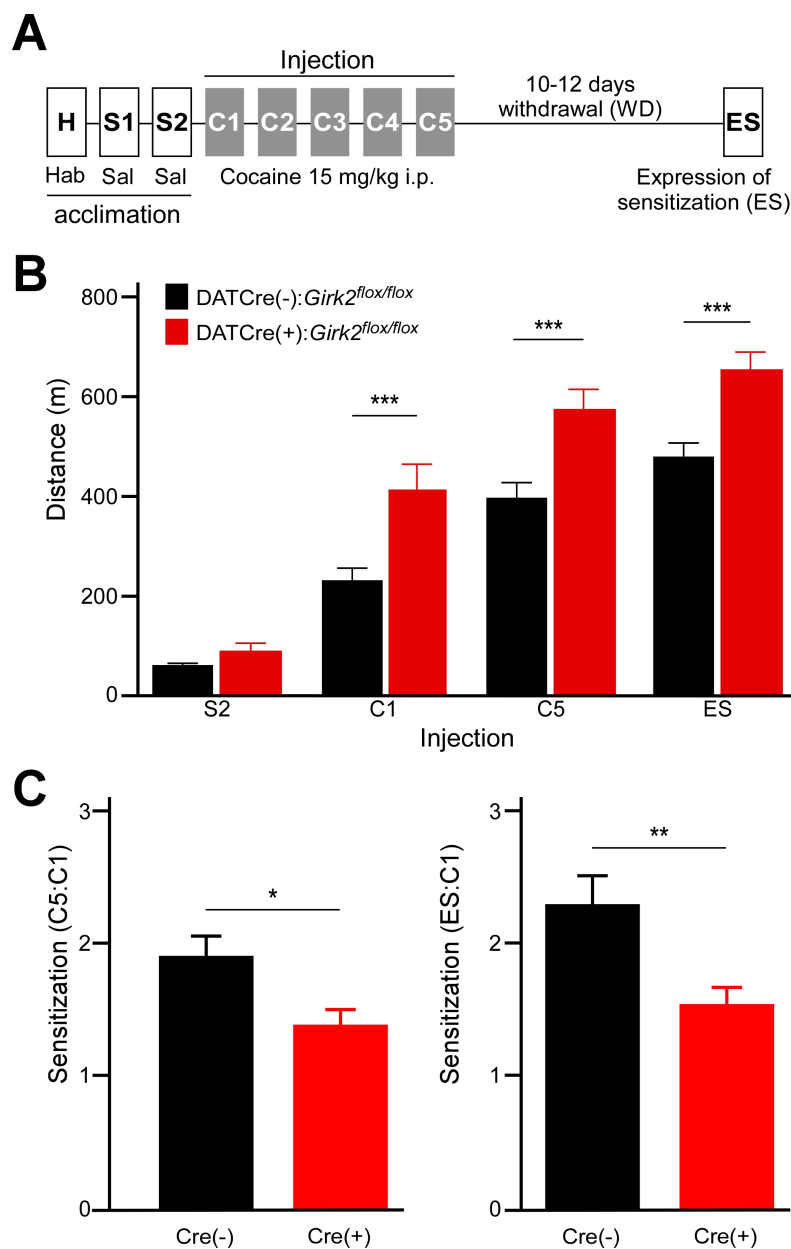 A
Injection
H S1 S2 C1 C2 C3 C4 C5 ES
10-12 days
withdrawal (WD)
Hab Sal Sal
acclimation
Cocaine 15 mg/kg i.p.
Expression of
sensitization (ES)
B
DATCre(-):Girk2flox/flox
DATCre(+):Girk2flox/flox
Distance (m)
800
600
400
200
0
***
***
***
S2 C1 C5 ES
Injection
C
Sensitization (C5:C1)
3
2
1
0
*
Cre(-) Cre(+)
Sensitization (ES:C1)
3
2
1
0
**
Cre(-) Cre(+)